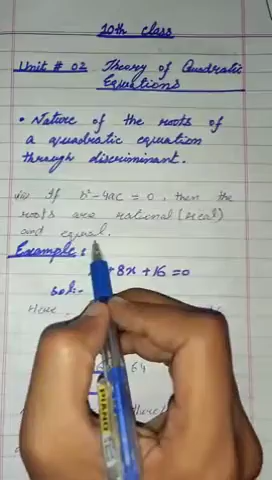 10th class
Unit # 02 Theory of Quadratic
Equations
• Nature of the roots of
a quadratic equation
through discriminant.
If b²-4ac = 0, then the
roots are rational (real)
and equal.
Example:
+8x +16 =0
Sol:-
Here
64
PIANO